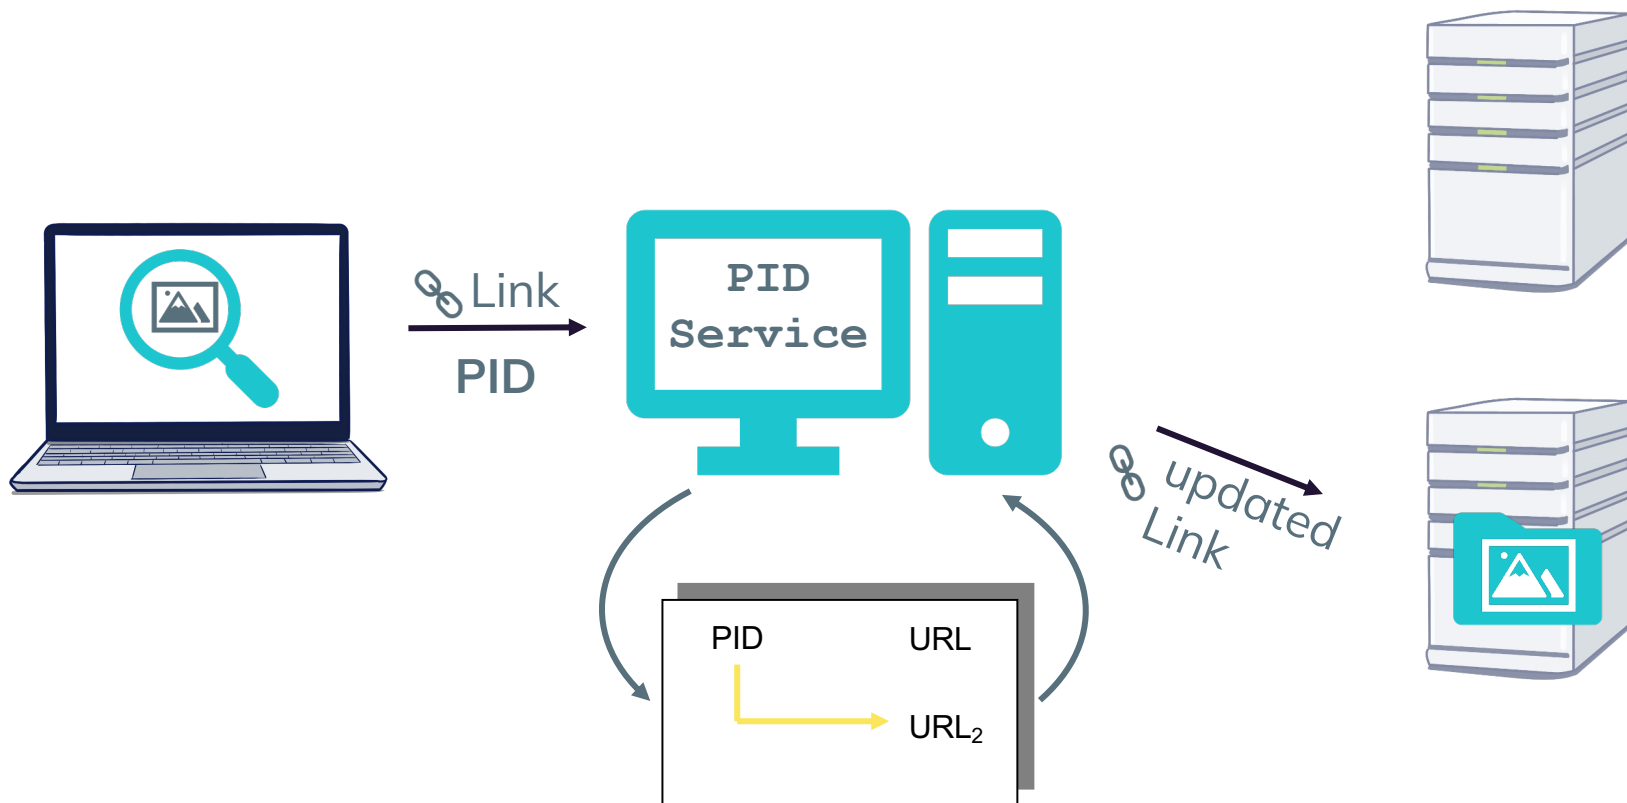 Link
PID
PID
Service
updated
Link
PID URL
URL₂